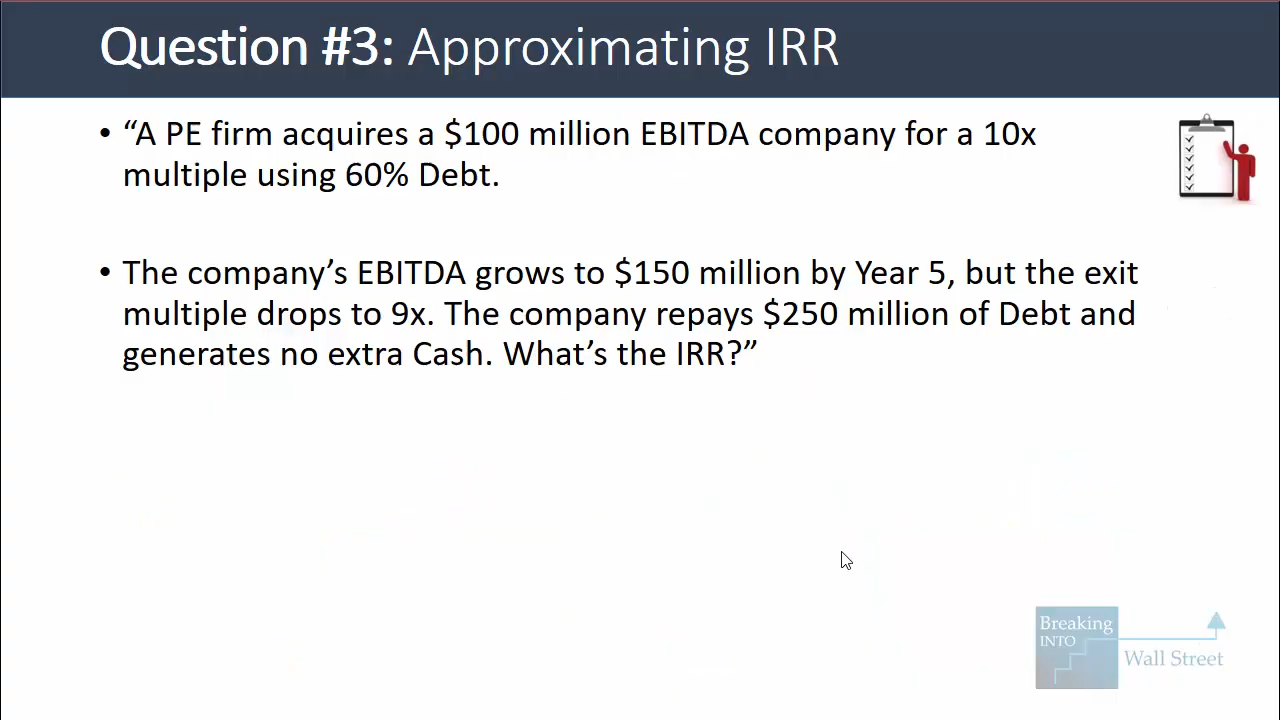 Question #3: Approximating IRR
• “A PE firm acquires a $100 million EBITDA company for a 10x
multiple using 60% Debt.
• The company’s EBITDA grows to $150 million by Year 5, but the exit
multiple drops to 9x. The company repays $250 million of Debt and
generates no extra Cash. What’s the IRR?”
Breaking
INTO
Wall Street